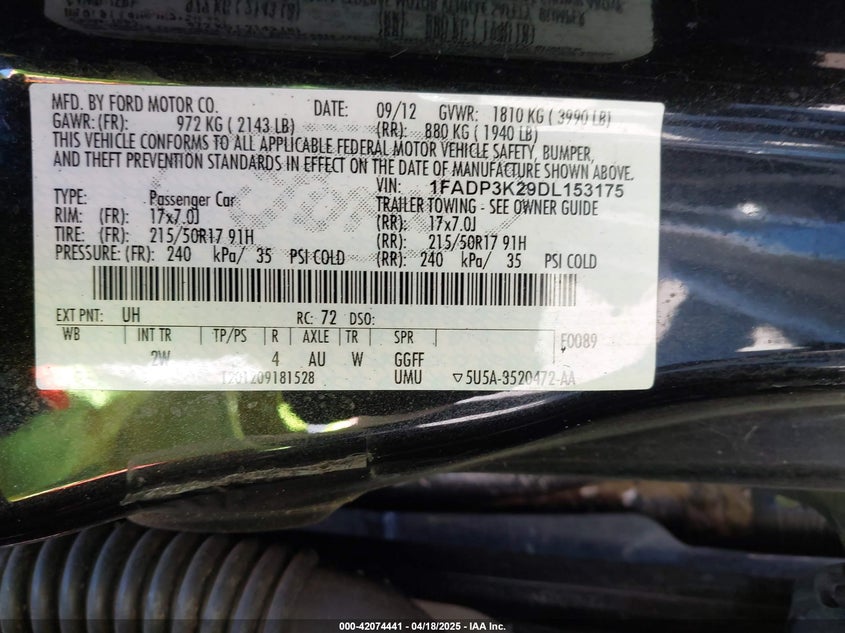 MFD. BY FORD MOTOR CO. DATE: 09/12 GVWR: 1810 KG ( 3990 LB)
GAWR: (FR): 972 KG ( 2143 LB) (RR): 880 KG ( 1940 LB)
THIS VEHICLE CONFORMS TO ALL APPLICABLE FEDERAL MOTOR VEHICLE SAFETY, BUMPER,
AND THEFT PREVENTION STANDARDS IN EFFECT ON THE DATE OF MANUFACTURE SHOWN ABOVE.
VIN: 1FADP3K29DL153175
TYPE: Passenger Car TRAILER TOWING - SEE OWNER GUIDE
RIM: (FR): 17x7.0J (RR): 17x7.0J
TIRE: (FR): 215/50R17 91H (RR): 215/50R17 91H
PRESSURE: (FR): 240 kPa/ 35 PSI COLD (RR): 240 kPa/ 35 PSI COLD
EXT PNT: UH RC: 72 DSO:
WB INT TR TP/PS R AXLE TR SPR F0089
2W 4 AU W GGFF
T201209181528 UMU ▽5U5A-3520472-AA
000-42074441 - 04/18/2025 - IAA Inc.